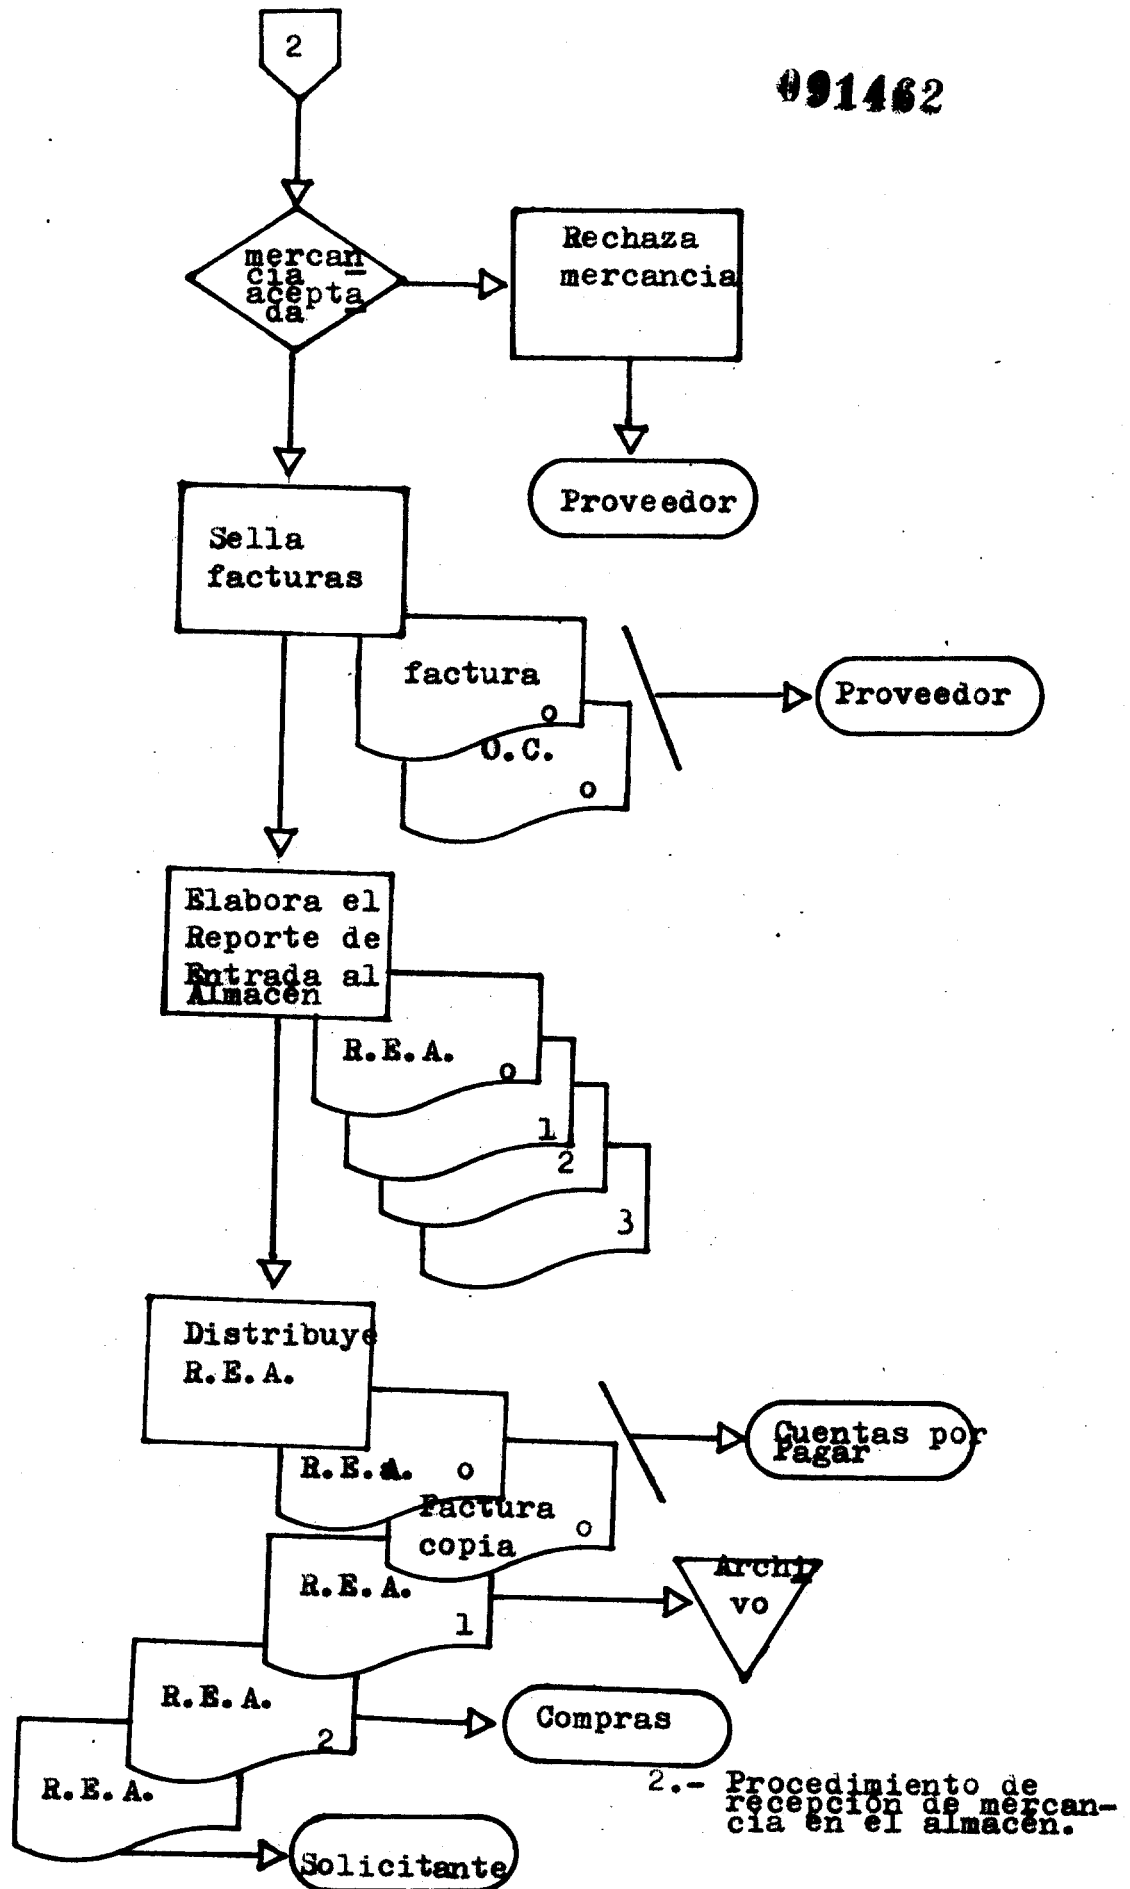 2
091462
mercan
cia
acepta
da
Rechaza
mercancia
Proveedor
Sella
facturas
factura
o
O.C.
o
Proveedor
Elabora el
Reporte de
Entrada al
Almacén
R.E.A.
o
1
2
3
Distribuye
R.E.A.
R.E.A. o
Factura
copia o
Cuentas por
Pagar
R.E.A.
1
Archi
vo
R.E.A.
2
Compras
R.E.A.
Solicitante
2.- Procedimiento de
recepción de mercan-
cia en el almacén.